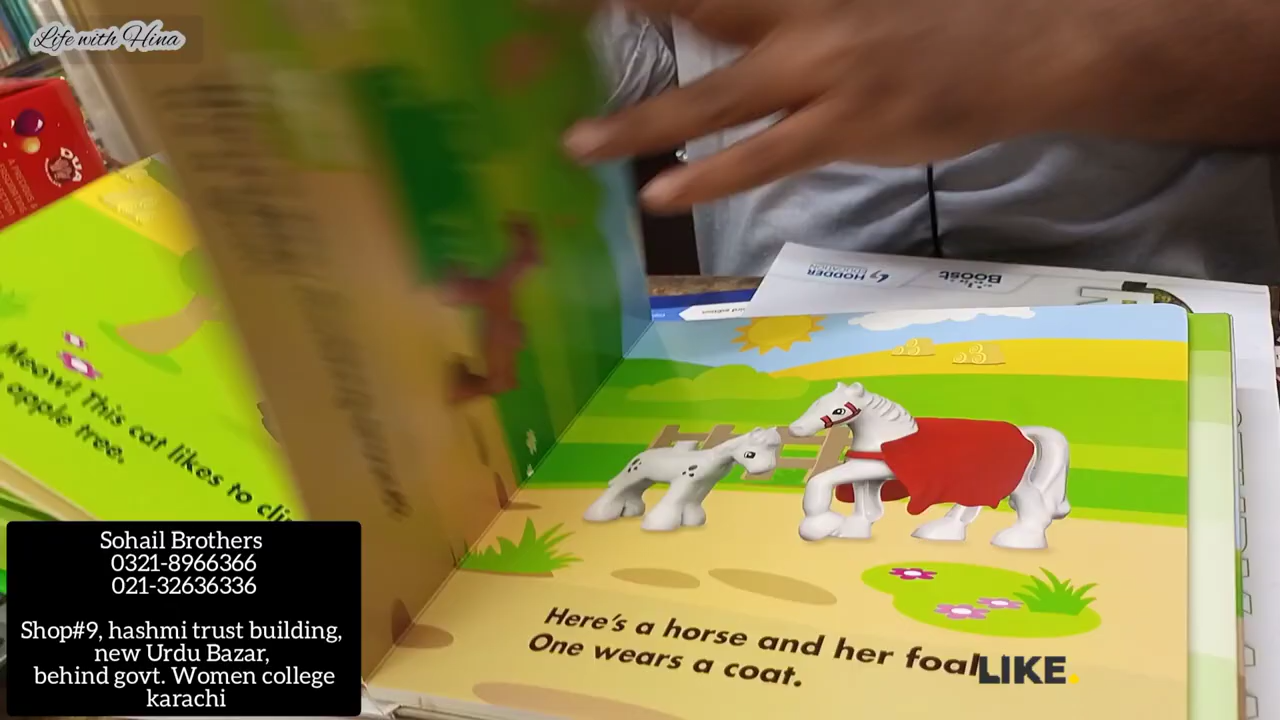 Life with Hina
DUA
HODDER
EDUCATION
Boost
Meow! This cat likes to
apple tree.
Here's a horse and her foal
One wears a coat.
LIKE.
Sohail Brothers
0321-8966366
021-32636336
Shop#9, hashmi trust building,
new Urdu Bazar,
behind govt. Women college
karachi